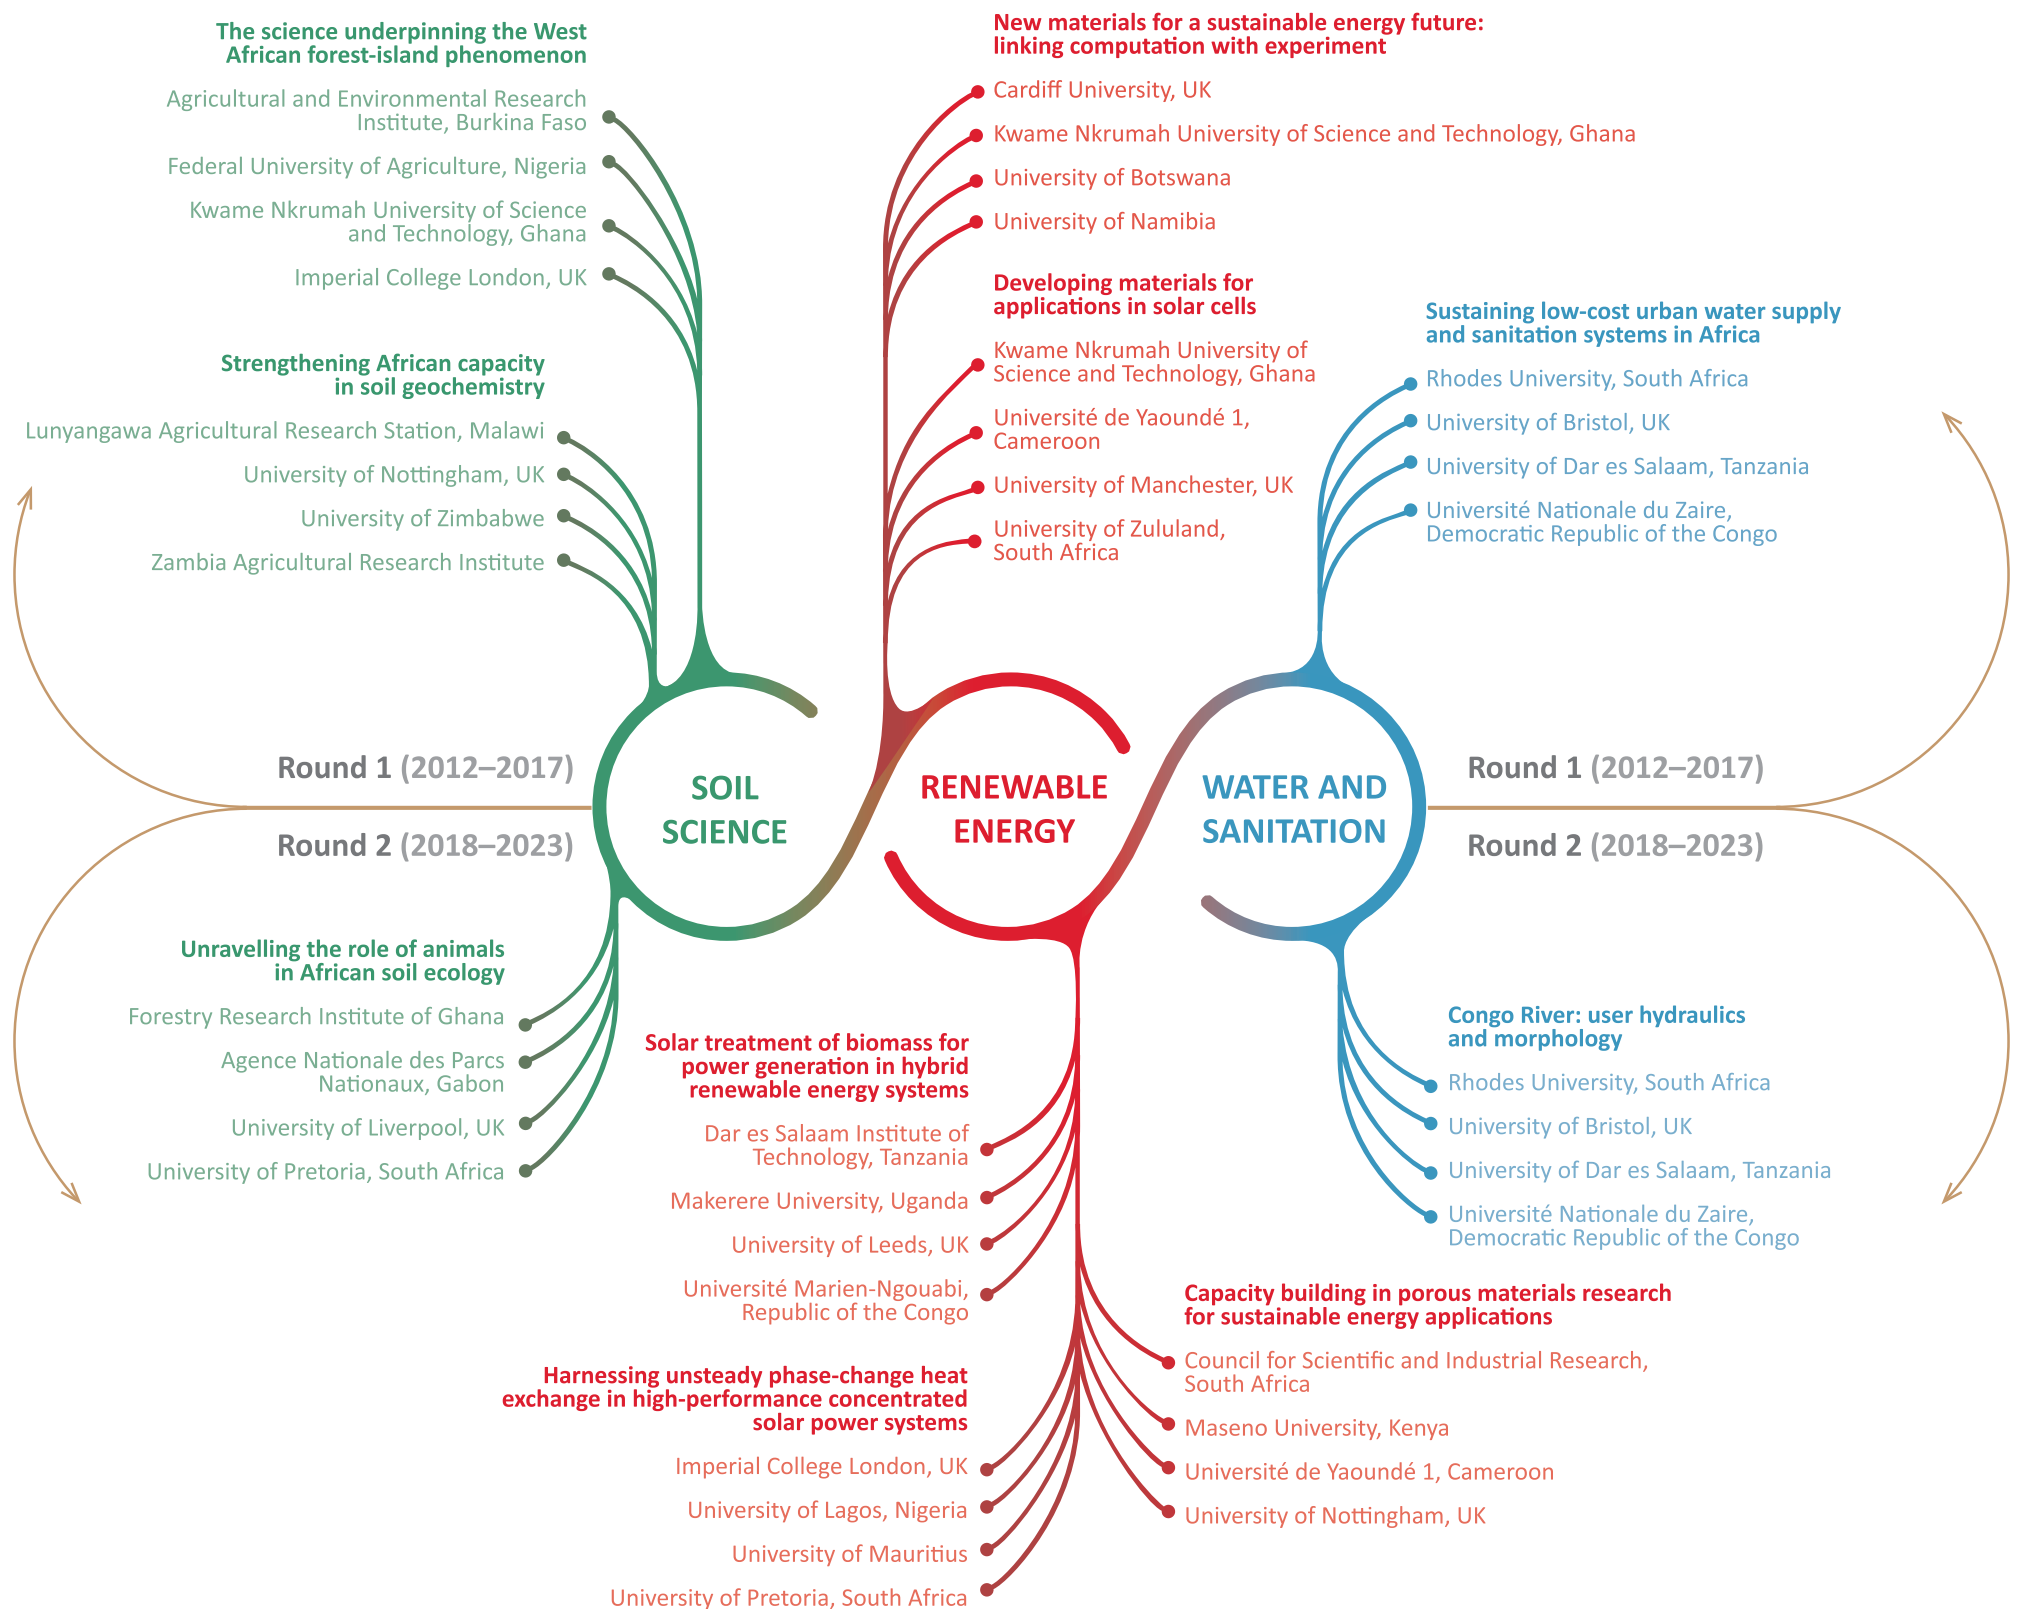 The science underpinning the West
African forest-island phenomenon
Agricultural and Environmental Research
Institute, Burkina Faso
Federal University of Agriculture, Nigeria
Kwame Nkrumah University of Science
and Technology, Ghana
Imperial College London, UK
Strengthening African capacity
in soil geochemistry
Lunyangawa Agricultural Research Station, Malawi
University of Nottingham, UK
University of Zimbabwe
Zambia Agricultural Research Institute
New materials for a sustainable energy future:
linking computation with experiment
Cardiff University, UK
Kwame Nkrumah University of Science and Technology, Ghana
University of Botswana
University of Namibia
Developing materials for
applications in solar cells
Kwame Nkrumah University of
Science and Technology, Ghana
Université de Yaoundé 1,
Cameroon
University of Manchester, UK
University of Zululand,
South Africa
Sustaining low-cost urban water supply
and sanitation systems in Africa
Rhodes University, South Africa
University of Bristol, UK
University of Dar es Salaam, Tanzania
Université Nationale du Zaire,
Democratic Republic of the Congo
Round 1 (2012–2017)
Round 2 (2018–2023)
SOIL
SCIENCE
RENEWABLE
ENERGY
WATER AND
SANITATION
Round 1 (2012–2017)
Round 2 (2018–2023)
Unravelling the role of animals
in African soil ecology
Forestry Research Institute of Ghana
Agence Nationale des Parcs
Nationaux, Gabon
University of Liverpool, UK
University of Pretoria, South Africa
Solar treatment of biomass for
power generation in hybrid
renewable energy systems
Dar es Salaam Institute of
Technology, Tanzania
Makerere University, Uganda
University of Leeds, UK
Université Marien-Ngouabi,
Republic of the Congo
Harnessing unsteady phase-change heat
exchange in high-performance concentrated
solar power systems
Imperial College London, UK
University of Lagos, Nigeria
University of Mauritius
University of Pretoria, South Africa
Congo River: user hydraulics
and morphology
Rhodes University, South Africa
University of Bristol, UK
University of Dar es Salaam, Tanzania
Université Nationale du Zaire,
Democratic Republic of the Congo
Capacity building in porous materials research
for sustainable energy applications
Council for Scientific and Industrial Research,
South Africa
Maseno University, Kenya
Université de Yaoundé 1, Cameroon
University of Nottingham, UK